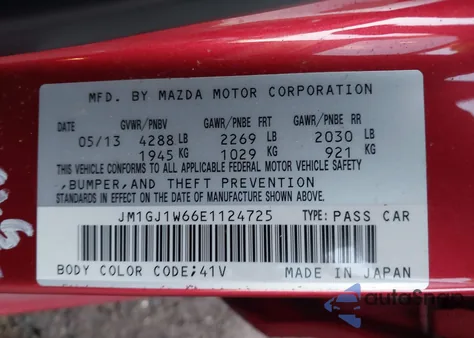 MFD. BY MAZDA MOTOR CORPORATION
DATE GVWR/PNBV GAWR/PNBE FRT GAWR/PNBE RR
05/13 4288 LB 2269 LB 2030 LB
1945 KG 1029 KG 921 KG
THIS VEHICLE CONFORMS TO ALL APPLICABLE FEDERAL MOTOR VEHICLE SAFETY
,BUMPER,AND THEFT PREVENTION
STANDARDS IN EFFECT ON THE DATE OF MANUFACTURE SHOWN ABOVE.
JM1GJ1W66E1124725 TYPE: PASS CAR
BODY COLOR CODE;41V MADE IN JAPAN
autoSnap